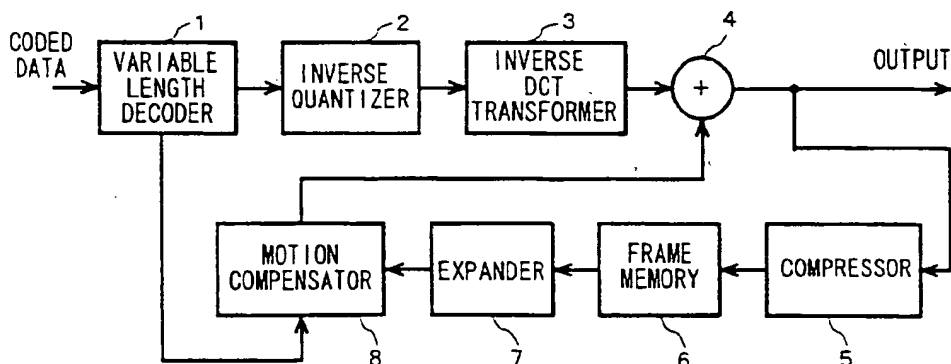 1
2
3
4
CODED
DATA
VARIABLE
LENGTH
DECODER
INVERSE
QUANTIZER
INVERSE
DCT
TRANSFORMER
+
OUTPUT
MOTION
COMPENSATOR
EXPANDER
FRAME
MEMORY
COMPRESSOR
8
7
6
5